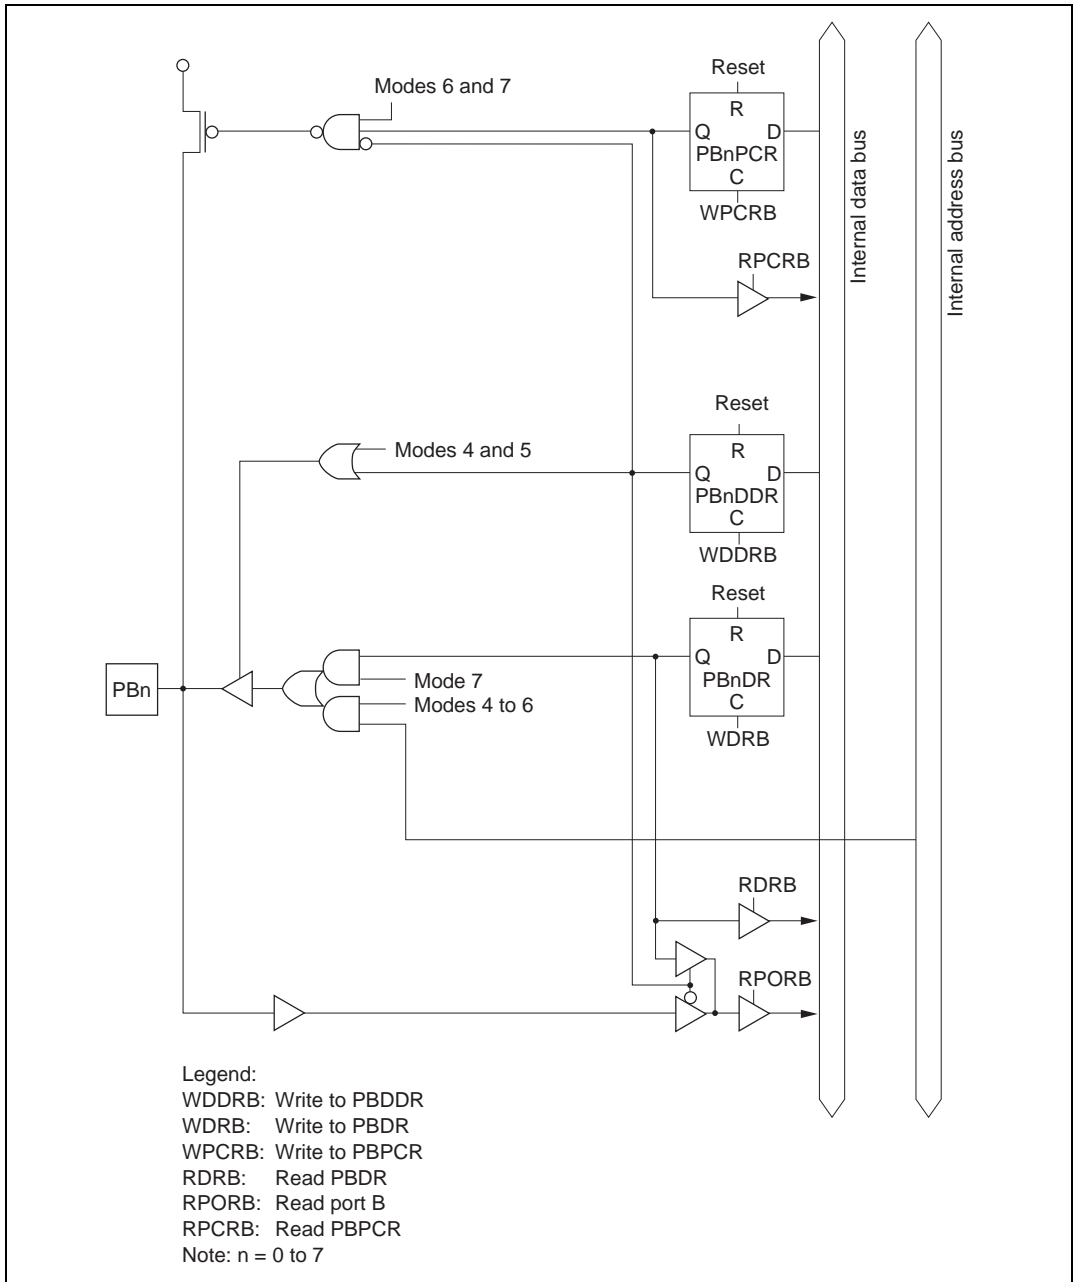 Reset
Modes 6 and 7
R
Q D
PBnPCR
C
WPCRB
Internal data bus
Internal address bus
RPCRB
Reset
Modes 4 and 5
R
Q D
PBnDDR
C
WDDRB
Reset
R
Q D
PBnDR
C
WDRB
PBn
Mode 7
Modes 4 to 6
RDRB
RPORB
Legend:
WDDRB: Write to PBDDR
WDRB: Write to PBDR
WPCRB: Write to PBPCR
RDRB: Read PBDR
RPORB: Read port B
RPCRB: Read PBPCR
Note: n = 0 to 7